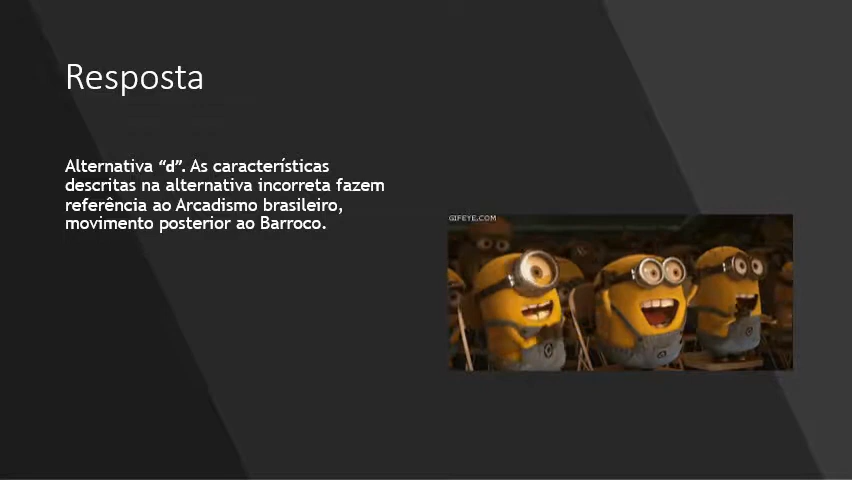 Resposta
Alternativa “d”. As características
descritas na alternativa incorreta fazem
referência ao Arcadismo brasileiro,
movimento posterior ao Barroco.
GIFEYE.COM